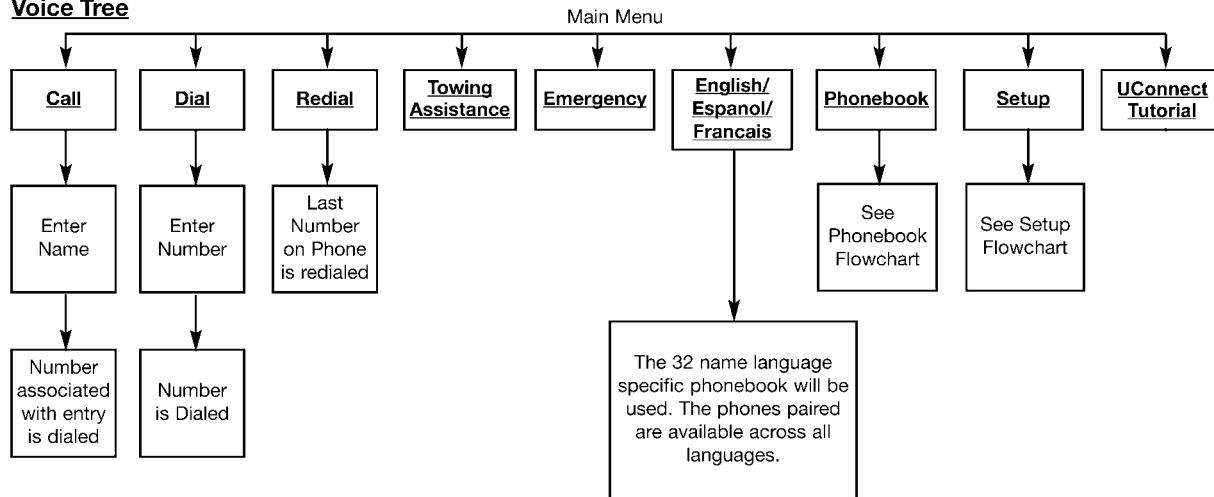 Voice Tree
Main Menu
Call
Dial
Redial
Towing
Assistance
Emergency
English/
Espanol/
Francais
Phonebook
Setup
UConnect
Tutorial
Enter
Name
Enter
Number
Last
Number
on Phone
is redialed
See
Phonebook
Flowchart
See Setup
Flowchart
Number
associated
with entry
is dialed
Number
is Dialed
The 32 name language
specific phonebook will be
used. The phones paired
are available across all
languages.